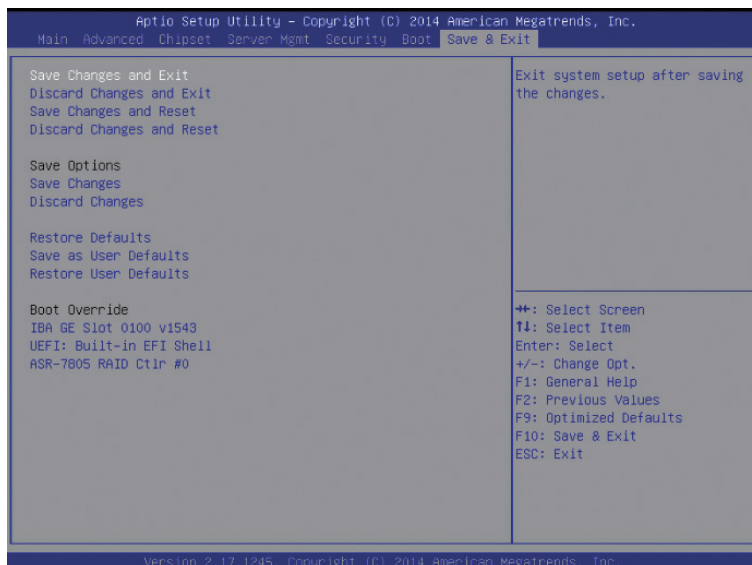 Aptio Setup Utility – Copyright (C) 2014 American Megatrends, Inc.
Main Advanced Chipset Server Mgmt Security Boot Save & Exit
Save Changes and Exit
Discard Changes and Exit
Save Changes and Reset
Discard Changes and Reset
Save Options
Save Changes
Discard Changes
Restore Defaults
Save as User Defaults
Restore User Defaults
Boot Override
IBA GE Slot 0100 v1543
UEFI: Built-in EFI Shell
ASR-7805 RAID Ctlr #0
Exit system setup after saving
the changes.
→←: Select Screen
↑↓: Select Item
Enter: Select
+/-: Change Opt.
F1: General Help
F2: Previous Values
F9: Optimized Defaults
F10: Save & Exit
ESC: Exit
Version 2.17.1245. Copyright (C) 2014 American Megatrends, Inc.